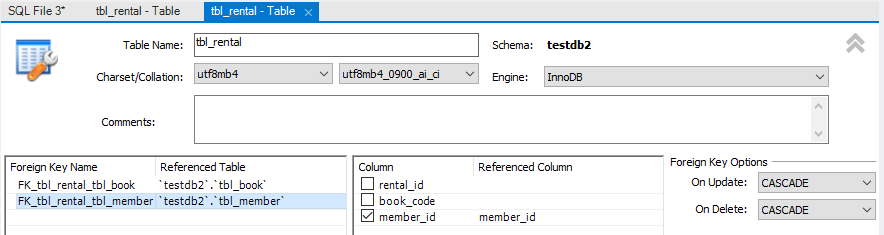 SQL File 3* tbl_rental - Table tbl_rental - Table ×
Table Name: tbl_rental Schema: testdb2
Charset/Collation: utf8mb4 utf8mb4_0900_ai_ci Engine: InnoDB
Comments:
Foreign Key Name Referenced Table Column Referenced Column Foreign Key Options
FK_tbl_rental_tbl_book `testdb2`.`tbl_book` rental_id On Update: CASCADE
FK_tbl_rental_tbl_member `testdb2`.`tbl_member` book_code
member_id member_id On Delete: CASCADE